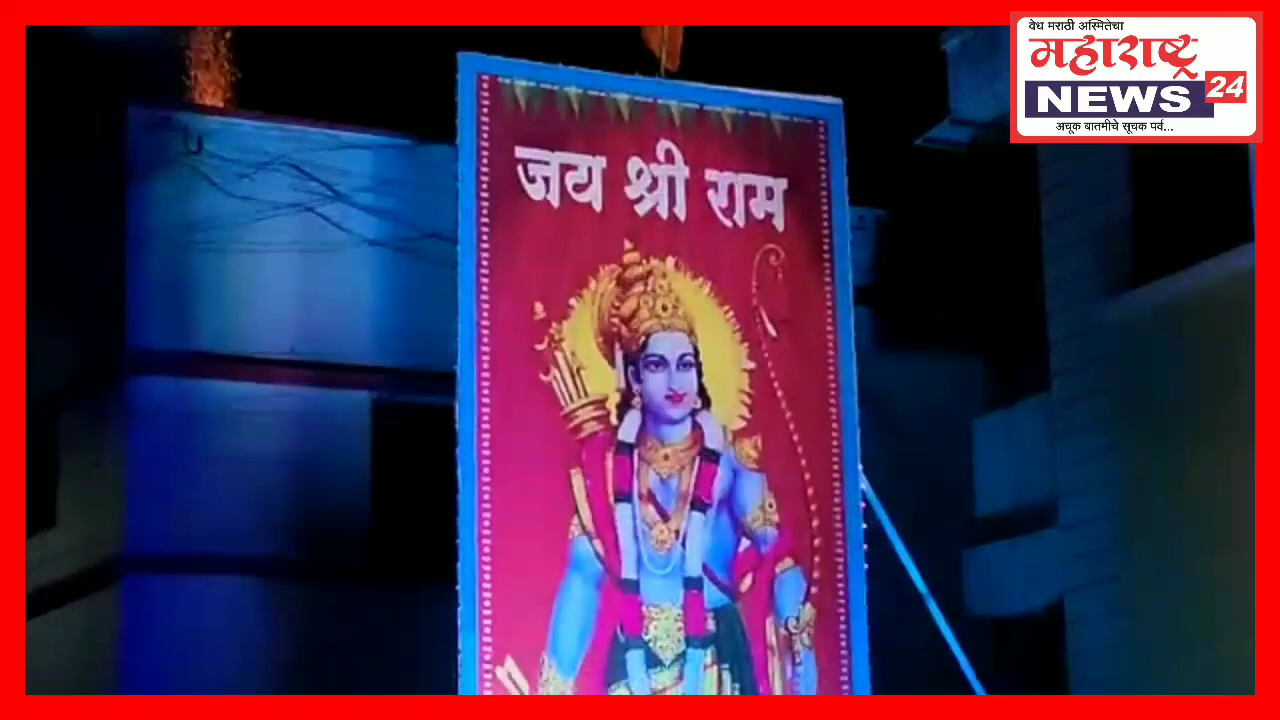 वेध मराठी अस्मितेचा
महाराष्ट्र
NEWS 24
अचूक बातमीचे सूचक पर्व...
जय श्री राम